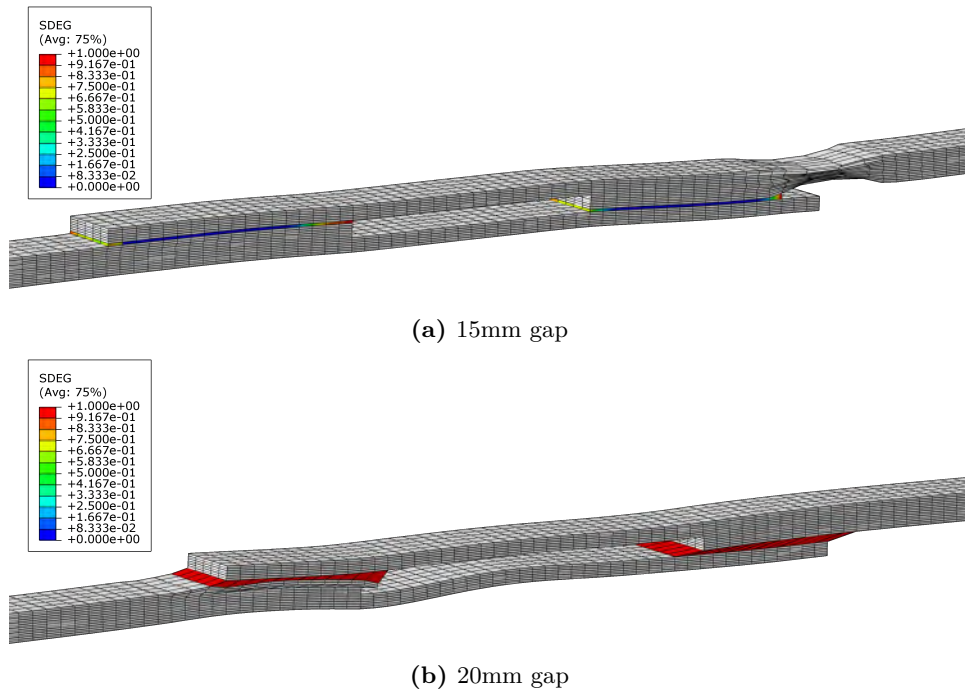 SDEG
(Avg: 75%)
+1.000e+00
+9.167e-01
+8.333e-01
+7.500e-01
+6.667e-01
+5.833e-01
+5.000e-01
+4.167e-01
+3.333e-01
+2.500e-01
+1.667e-01
+8.333e-02
+0.000e+00
(a) 15mm gap
SDEG
(Avg: 75%)
+1.000e+00
+9.167e-01
+8.333e-01
+7.500e-01
+6.667e-01
+5.833e-01
+5.000e-01
+4.167e-01
+3.333e-01
+2.500e-01
+1.667e-01
+8.333e-02
+0.000e+00
(b) 20mm gap